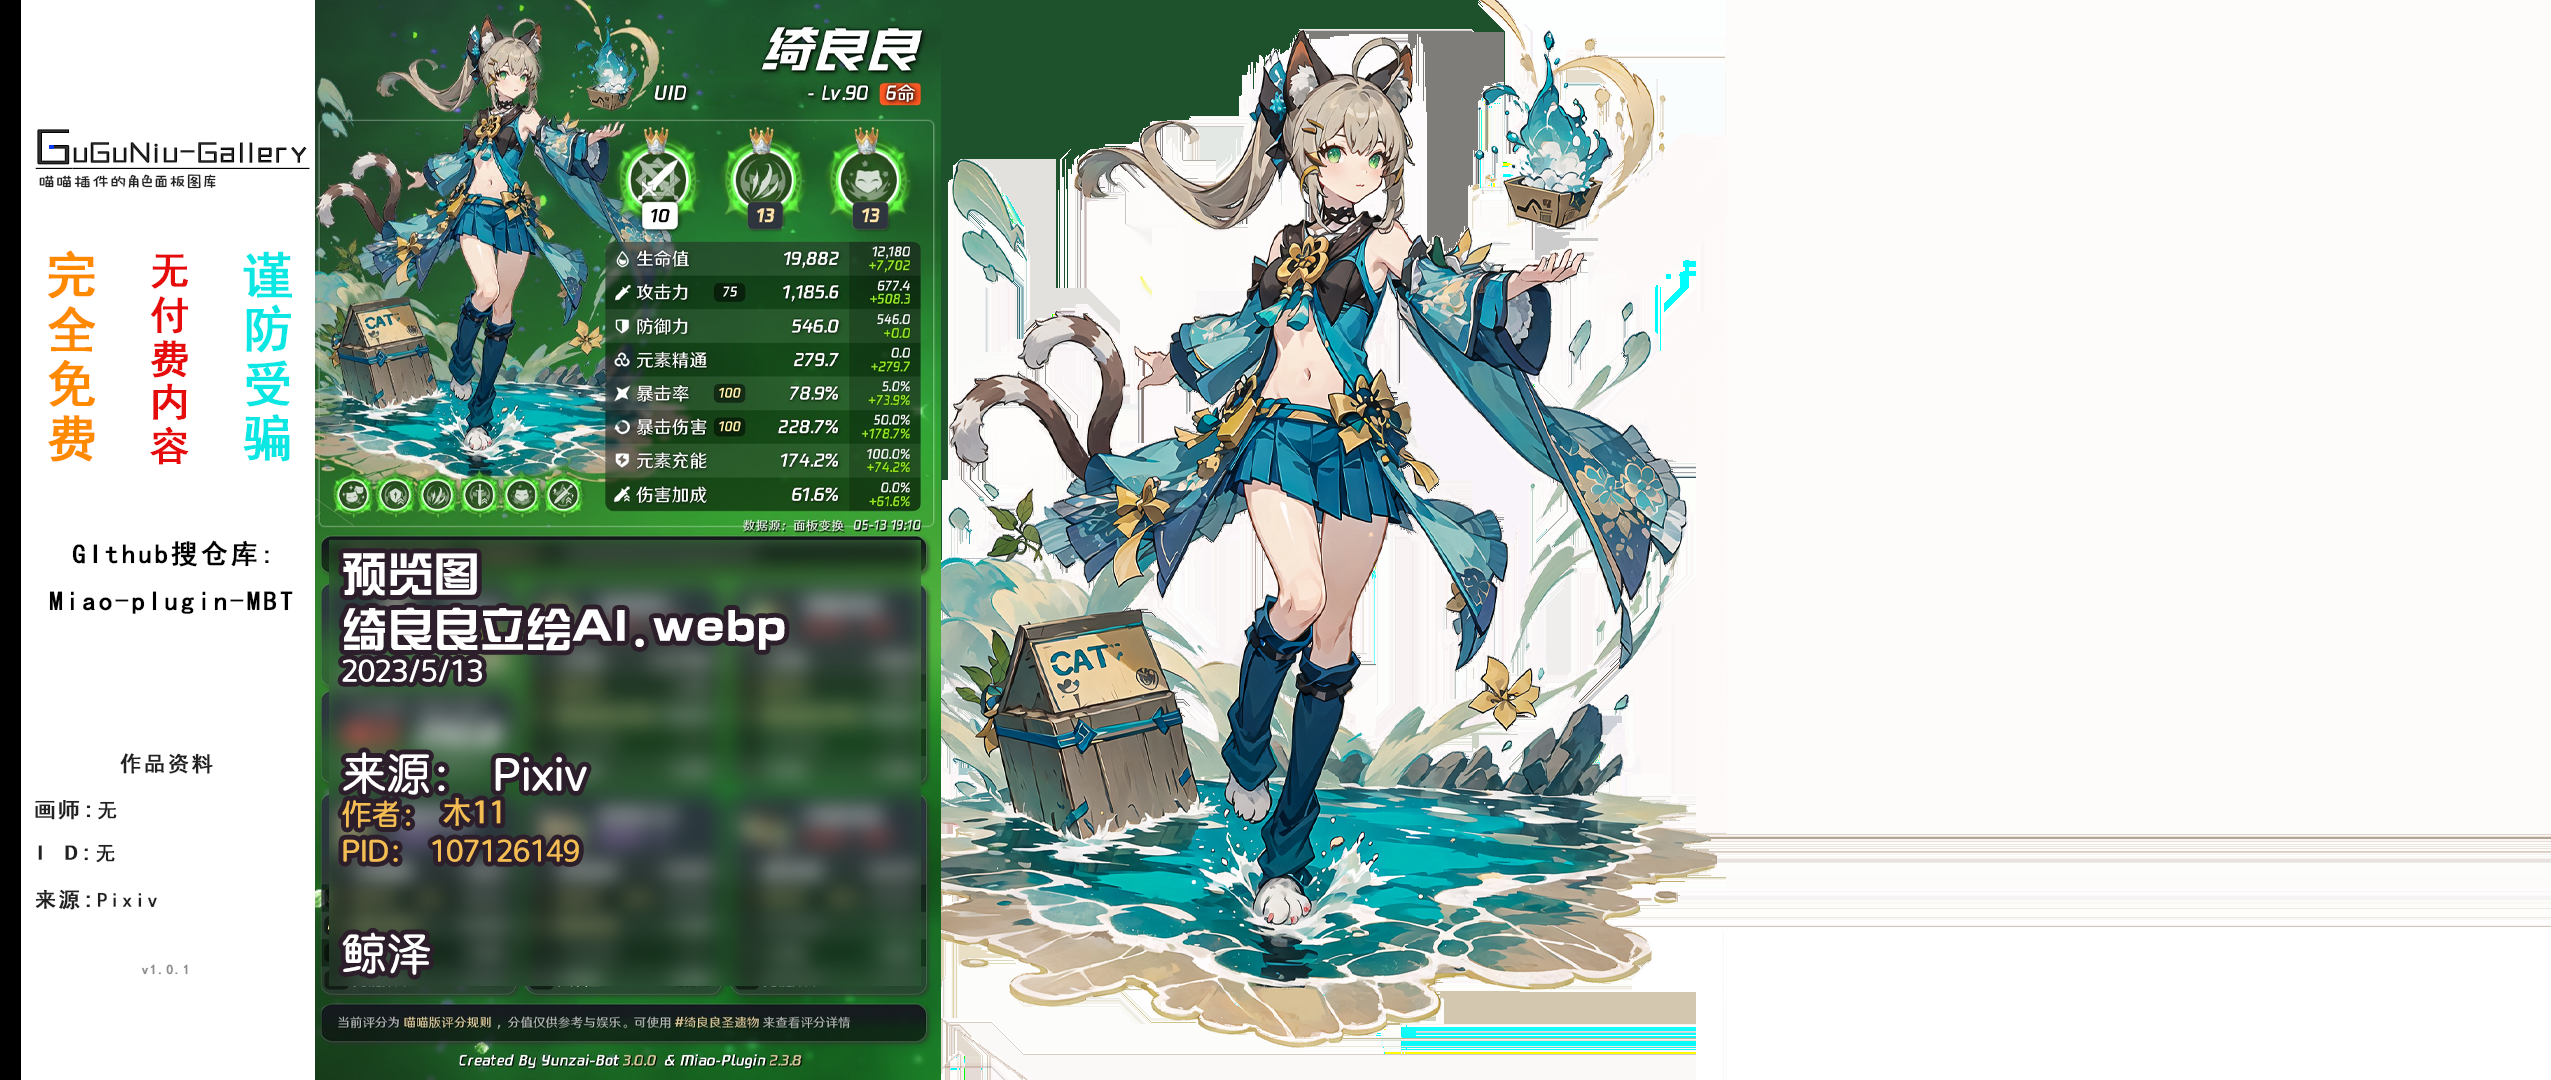 GuGuNiu-Gallery
喵喵插件的角色面板图库
完全免费
无付费内容
谨防受骗
GIthub搜仓库:
Miao-plugin-MBT
作品资料
画师:无
I D:无
来源:Pixiv
v1.0.1
绮良良
UID - Lv.90 6命
10 13 13
生命值 19,882 12,180 +7,702
攻击力 75 1,185.6 677.4 +508.3
防御力 546.0 546.0 +0.0
元素精通 279.7 0.0 +279.7
暴击率 100 78.9% 5.0% +73.9%
暴击伤害 100 228.7% 50.0% +178.7%
元素充能 174.2% 100.0% +74.2%
伤害加成 61.6% 0.0% +61.6%
数据源：面板变换 05-13 19:10
预览图
绮良良立绘AI.webp
2023/5/13
来源： Pixiv
作者： 木11
PID： 107126149
鲸泽
当前评分为 喵喵版评分规则 ，分值仅供参考与娱乐。可使用 #绮良良圣遗物 来查看评分详情
Created By Yunzai-Bot 3.0.0 & Miao-Plugin 2.3.8
CAT